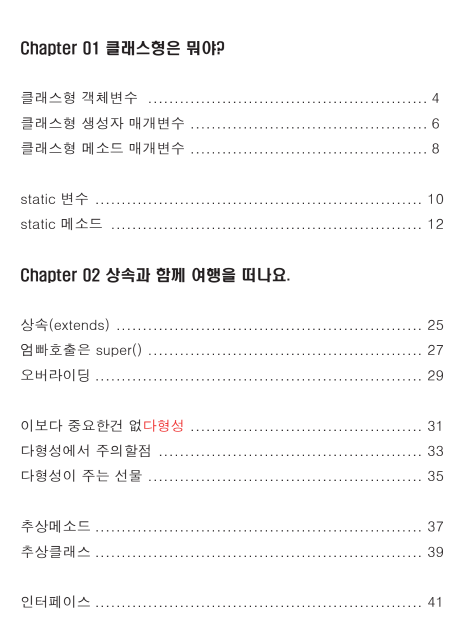 Chapter 01 클래스형은 뭐야?
클래스형 객체변수 ..................................................... 4
클래스형 생성자 매개변수 ............................................. 6
클래스형 메소드 매개변수 ............................................. 8
static 변수 .............................................................. 10
static 메소드 ........................................................... 12
Chapter 02 상속과 함께 여행을 떠나요.
상속(extends) .......................................................... 25
엄빠호출은 super() .................................................... 27
오버라이딩 .............................................................. 29
이보다 중요한건 없다형성 ............................................ 31
다형성에서 주의할점 .................................................. 33
다형성이 주는 선물 .................................................... 35
추상메소드 .............................................................. 37
추상클래스 .............................................................. 39
인터페이스 .............................................................. 41